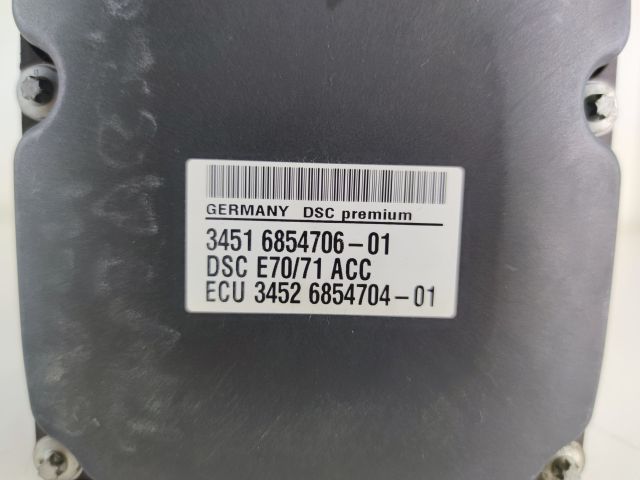 GERMANY DSC premium
3451 6854706-01
DSC E70/71 ACC
ECU 3452 6854704-01